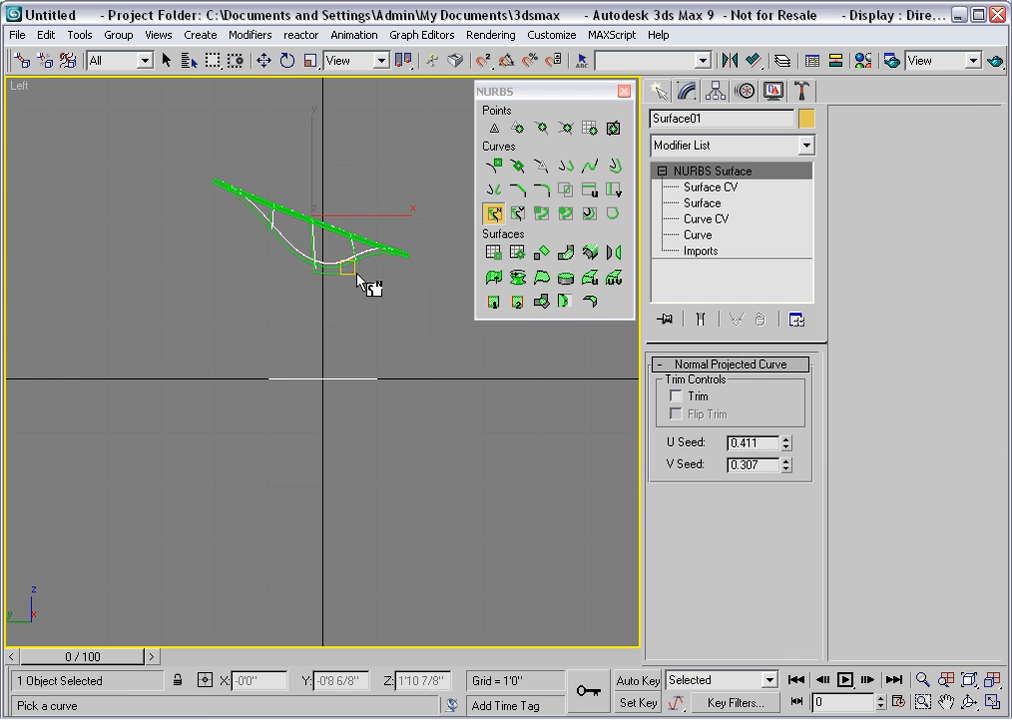 Untitled - Project Folder: C:\Documents and Settings\Admin\My Documents\3dsmax - Autodesk 3ds Max 9 - Not for Resale - Display : Dire...
File Edit Tools Group Views Create Modifiers reactor Animation Graph Editors Rendering Customize MAXScript Help
All View View
Left
NURBS
Points
Curves
Surfaces
y
x
z
Surface01
Modifier List
NURBS Surface
Surface CV
Surface
Curve CV
Curve
Imports
- Normal Projected Curve
Trim Controls
Trim
Flip Trim
U Seed: 0.411
V Seed: 0.307
z
y x
< 0 / 100 >
1 Object Selected X: -0'0" Y: -0'8 6/8" Z: 1'10 7/8" Grid = 1'0" Auto Key Selected
Pick a curve Add Time Tag Set Key Key Filters... 0